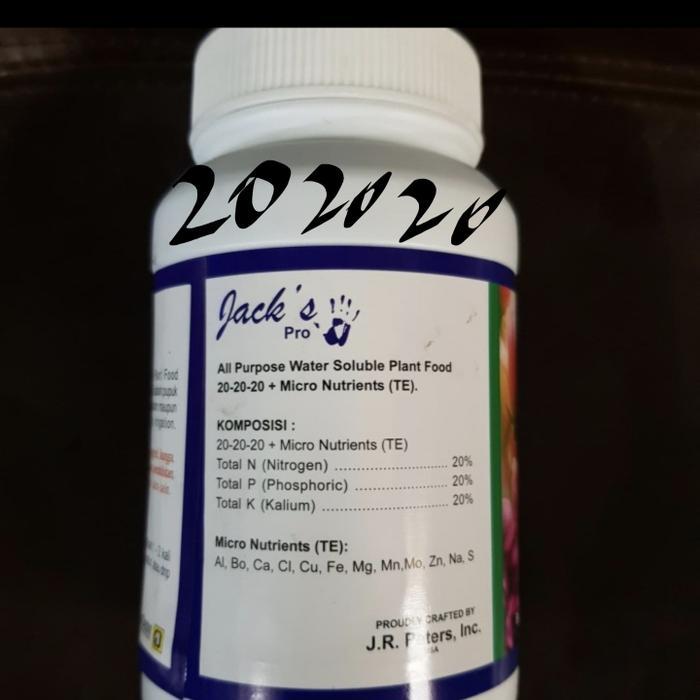 20 20 20
Jack's
Pro
All Purpose Water Soluble Plant Food
20-20-20 + Micro Nutrients (TE).
KOMPOSISI :
20-20-20 + Micro Nutrients (TE)
Total N (Nitrogen) ............................ 20%
Total P (Phosphoric) ....................... 20%
Total K (Kalium) ................................ 20%
Micro Nutrients (TE):
Al, Bo, Ca, Cl, Cu, Fe, Mg, Mn,Mo, Zn, Na, S
PROUDLY CRAFTED BY
J.R. Peters, Inc.
USA
Food